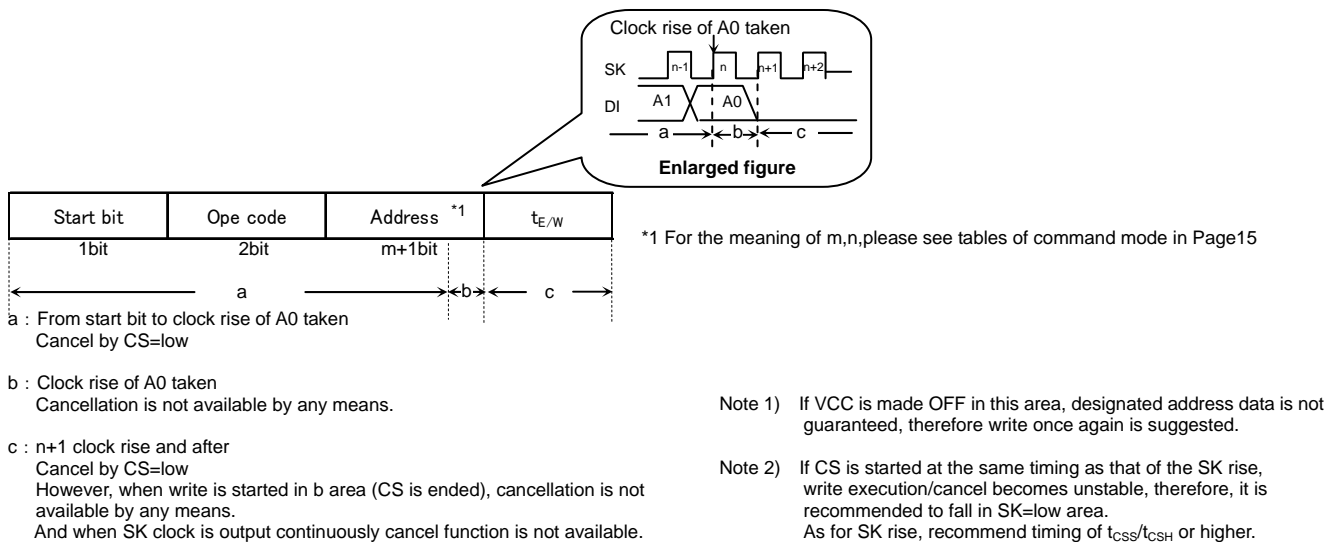 Clock rise of A0 taken
SK n-1 n n+1 n+2
DI A1 A0
a b c
Enlarged figure
Start bit Ope code Address *1 tE/W
1bit 2bit m+1bit
*1 For the meaning of m,n,please see tables of command mode in Page15
a b c
a : From start bit to clock rise of A0 taken
Cancel by CS=low
b : Clock rise of A0 taken
Cancellation is not available by any means.
c : n+1 clock rise and after
Cancel by CS=low
However, when write is started in b area (CS is ended), cancellation is not
available by any means.
And when SK clock is output continuously cancel function is not available.
Note 1) If VCC is made OFF in this area, designated address data is not
guaranteed, therefore write once again is suggested.
Note 2) If CS is started at the same timing as that of the SK rise,
write execution/cancel becomes unstable, therefore, it is
recommended to fall in SK=low area.
As for SK rise, recommend timing of tCSS/tCSH or higher.